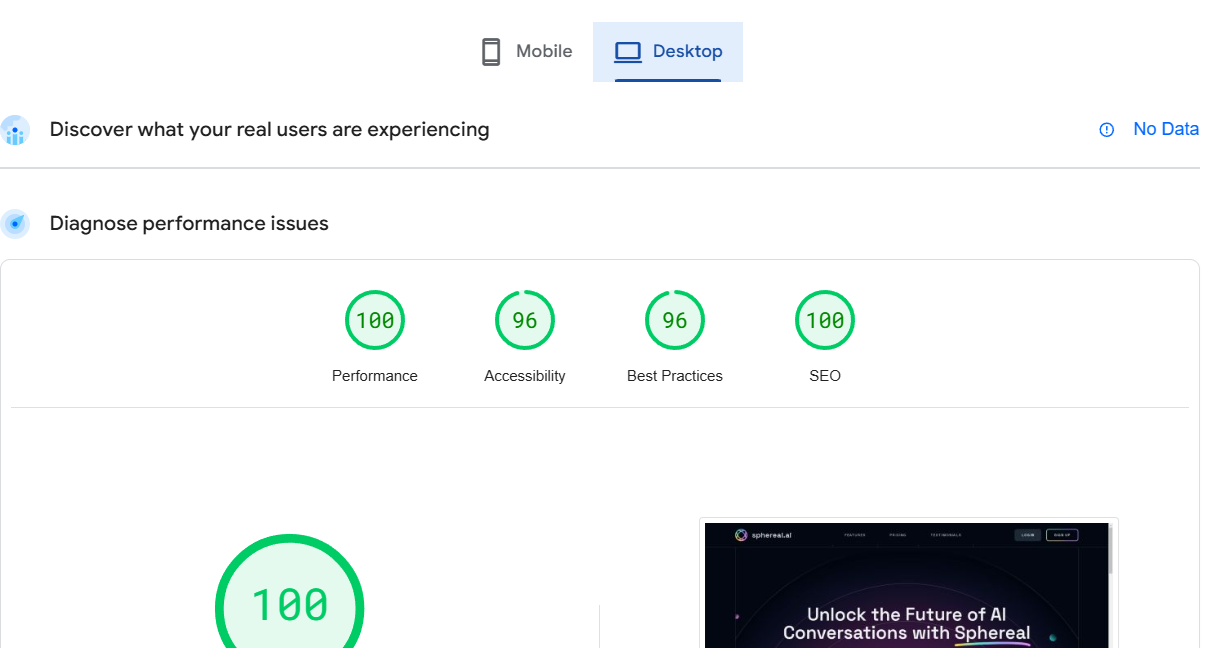 Mobile
Desktop
Discover what your real users are experiencing
No Data
Diagnose performance issues
100
96
96
100
Performance
Accessibility
Best Practices
SEO
100
sphereal.ai
FEATURES
PRICING
TESTIMONIALS
LOGIN
SIGN UP
Unlock the Future of AI
Conversations with Sphereal